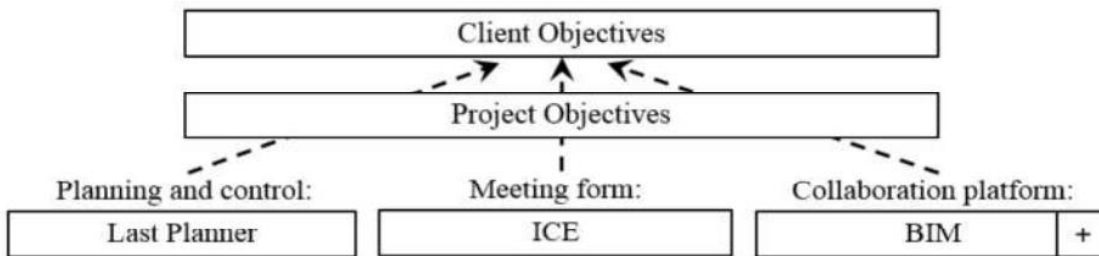 Client Objectives
Project Objectives
Planning and control:
Meeting form:
Collaboration platform:
Last Planner
ICE
BIM
+